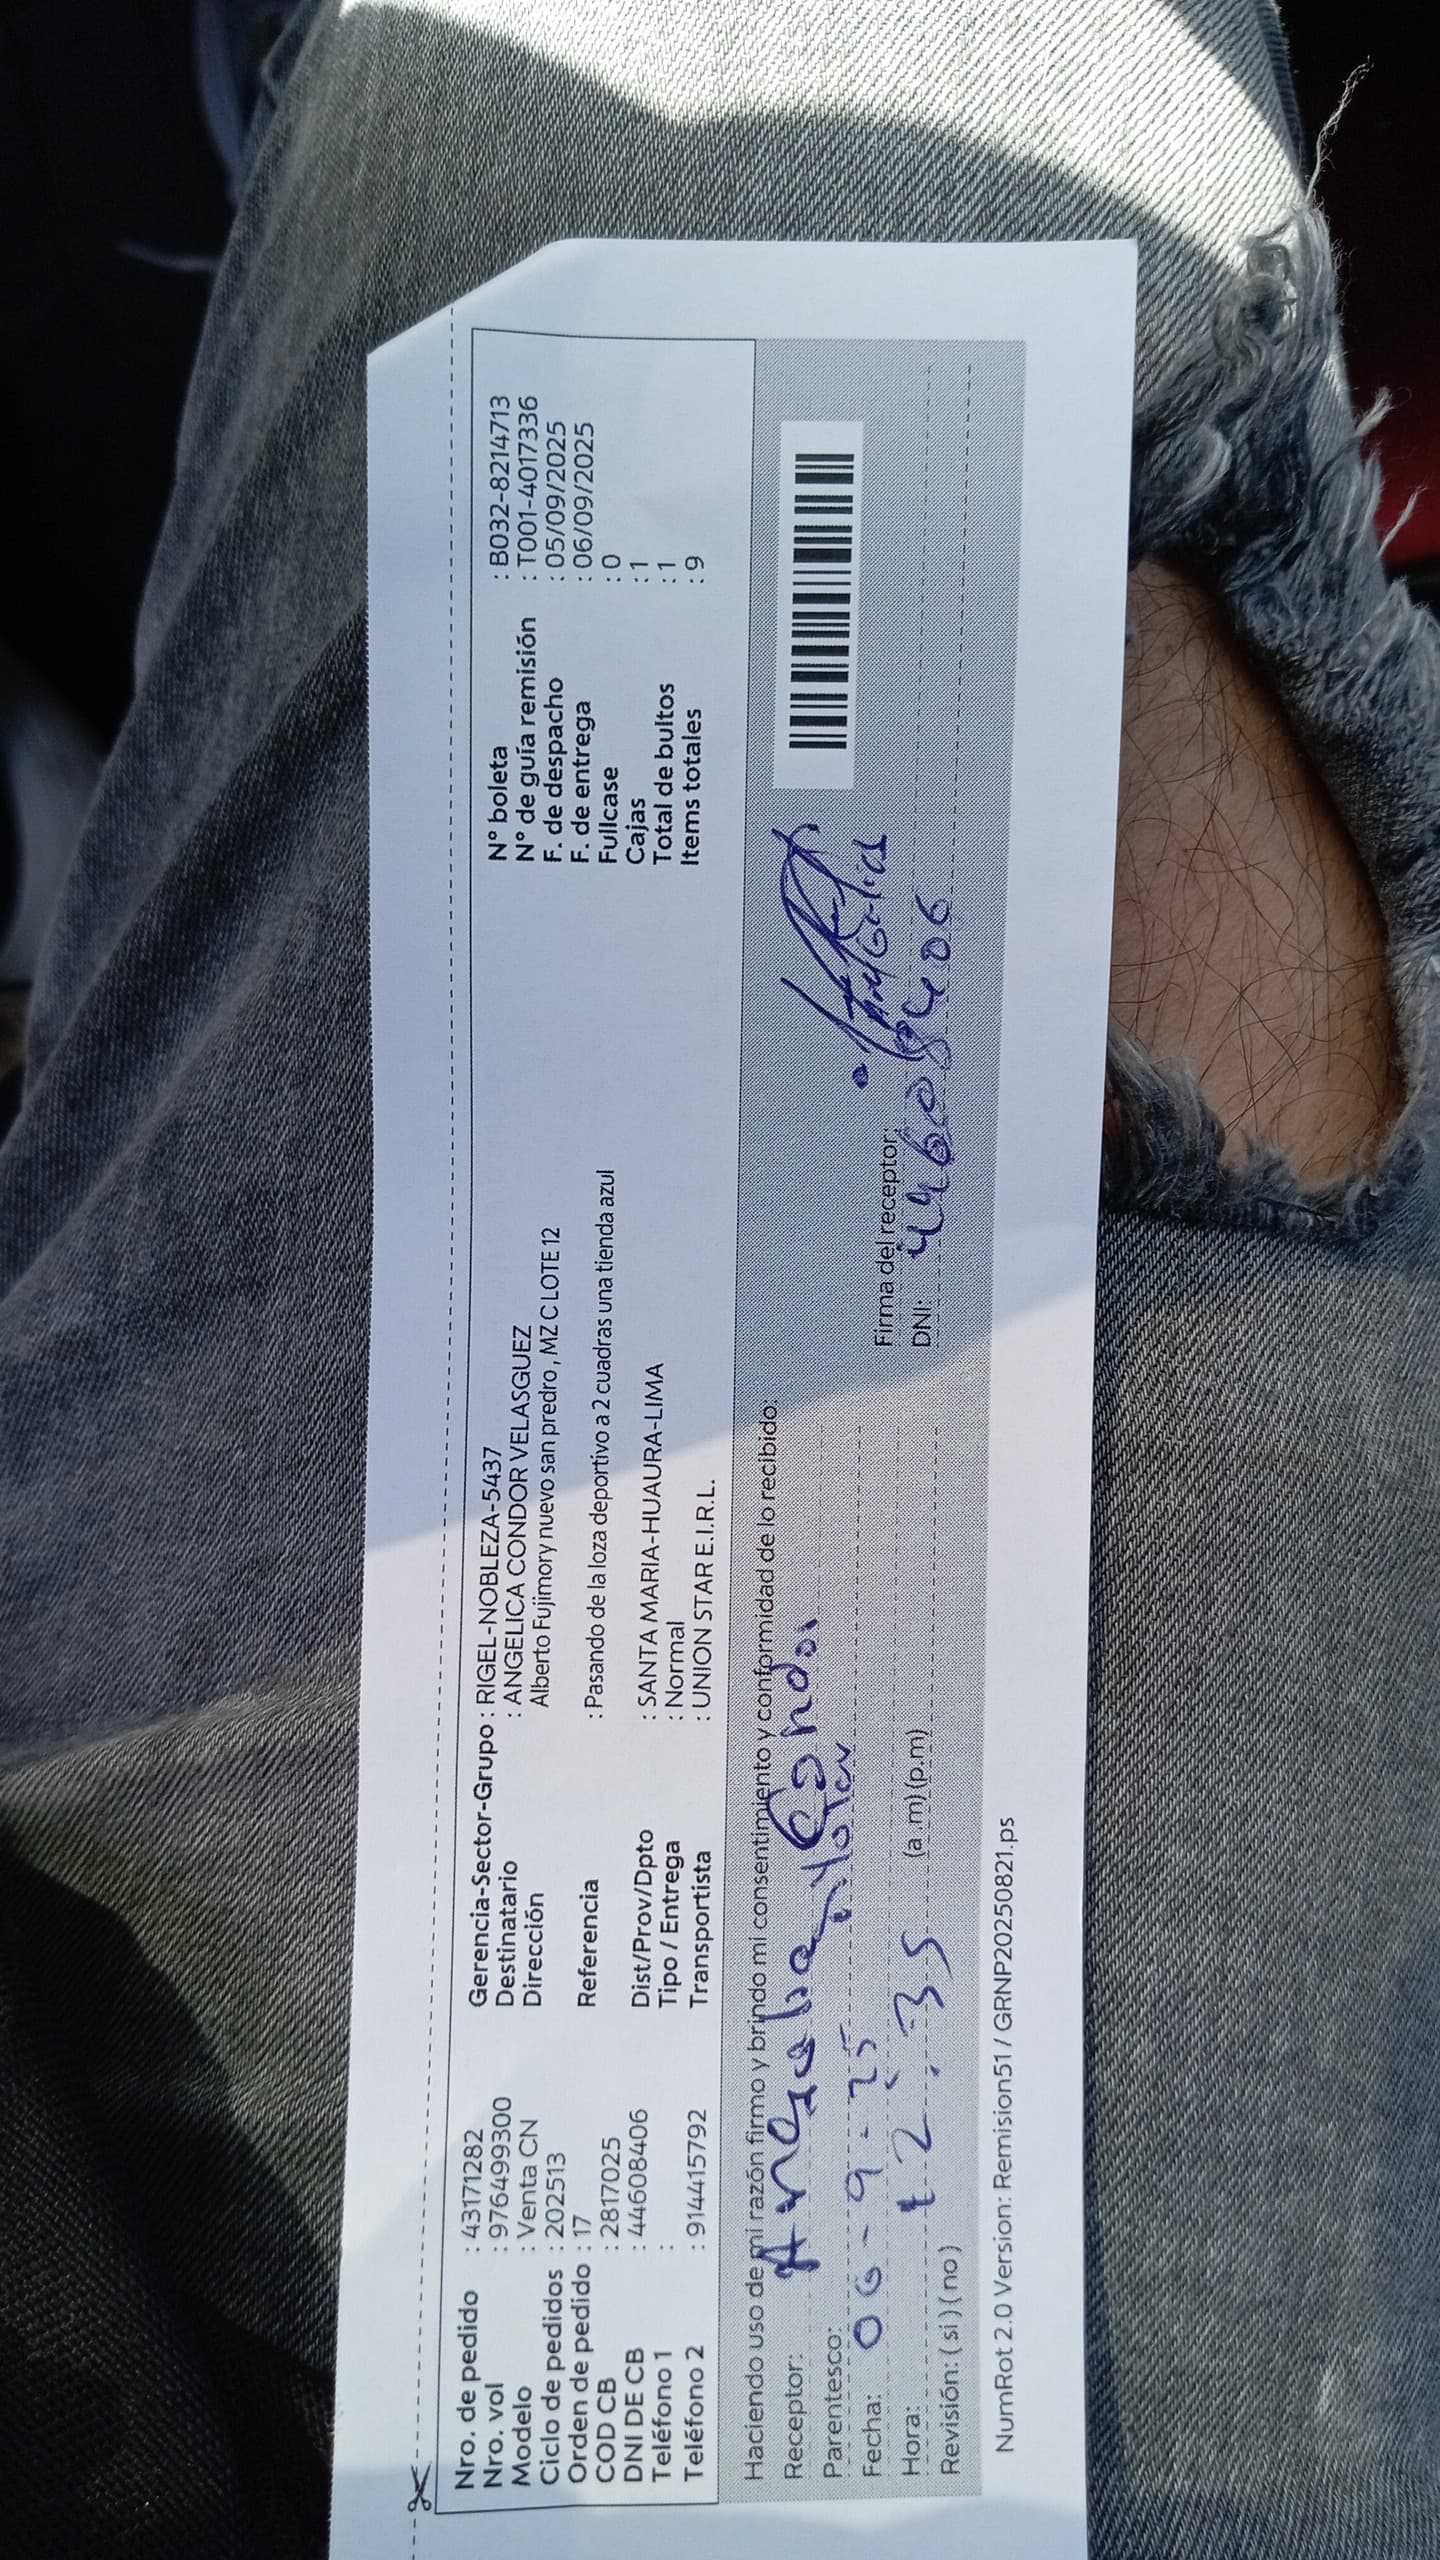 Nro. de pedido : 43171282
Nro. vol : 9764993​00
Modelo : Venta CN
Ciclo de pedidos : 202513
Orden de pedido : 17
COD CB : 2817025
DNI DE CB : 44608406
Teléfono 1 :
Teléfono 2 : 914415792
Gerencia-Sector-Grupo : RIGEL-NOBLEZA-5437
Destinatario : ANGELICA CONDOR VELASGUEZ
Dirección Alberto Fujimory nuevo san predro , MZ C LOTE 12
Referencia : Pasando de la loza deportivo a 2 cuadras una tienda azul
Dist/Prov/Dpto : SANTA MARIA-HUAURA-LIMA
Tipo / Entrega : Normal
Transportista : UNION STAR E.I.R.L.
N° boleta : B032-8214713
N° de guía remisión : T001-4017336
F. de despacho : 05/09/2025
F. de entrega : 06/09/2025
Fullcase : 0
Cajas : 1
Total de bultos : 1
Items totales : 9
Haciendo uso de mi razón firmo y brindo mi consentimiento y conformidad de lo recibido:
Receptor: Condor
Parentesco:
Fecha: 06-9-25
Hora: 12:35 (a .m) (p.m)
Revisión: ( si ) ( no )
Firma del receptor:
DNI: 44608406
NumRot 2.0 Version: Remision51 / GRNP20250821.ps